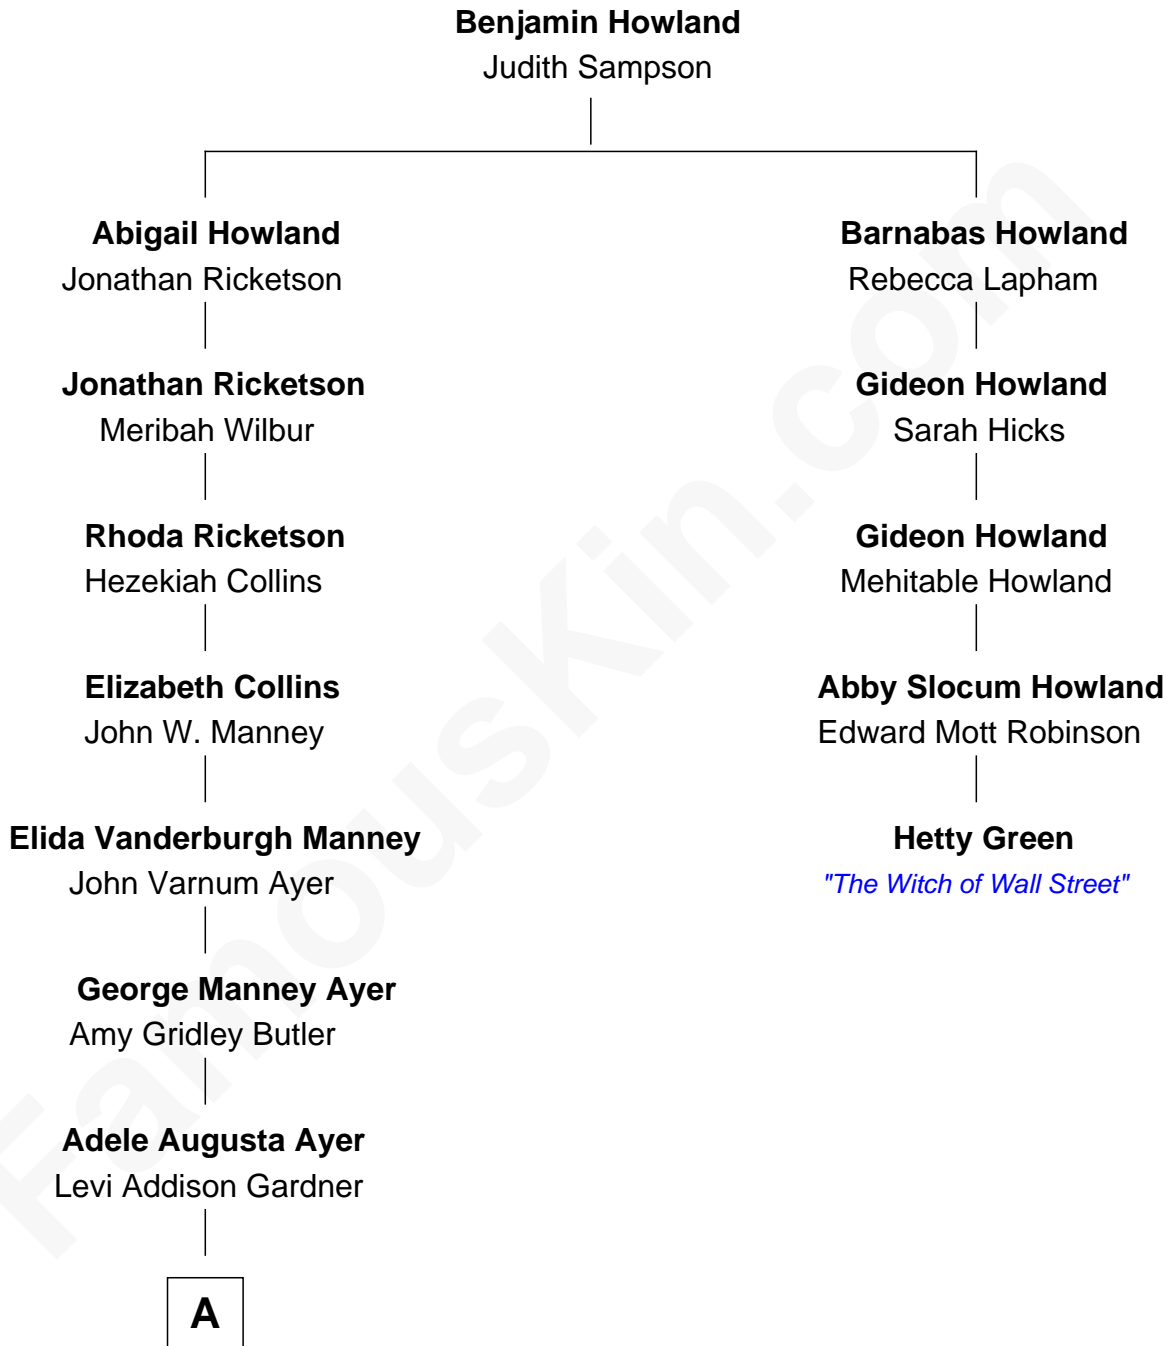 Benjamin Howland
Judith Sampson
Abigail Howland
Jonathan Ricketson
Barnabas Howland
Rebecca Lapham
Jonathan Ricketson
Meribah Wilbur
Gideon Howland
Sarah Hicks
Rhoda Ricketson
Hezekiah Collins
Gideon Howland
Mehitable Howland
Elizabeth Collins
John W. Manney
Abby Slocum Howland
Edward Mott Robinson
Elida Vanderburgh Manney
John Varnum Ayer
Hetty Green
"The Witch of Wall Street"
George Manney Ayer
Amy Gridley Butler
Adele Augusta Ayer
Levi Addison Gardner
A
FamousKin.com